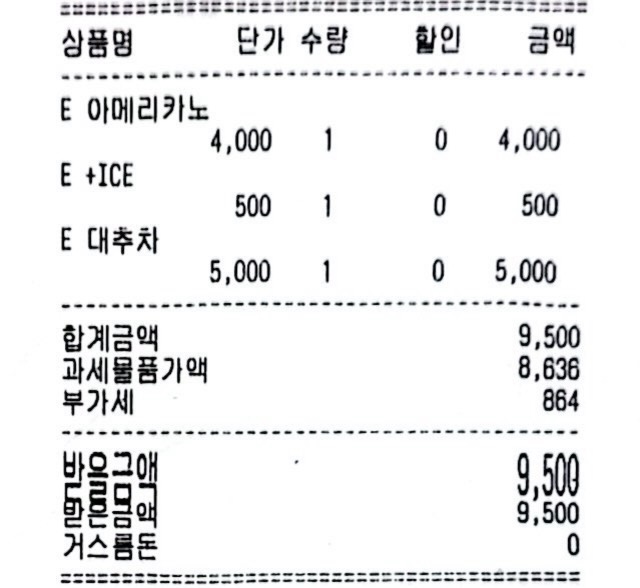 상품명 단가 수량 할인 금액
E 아메리카노
4,000 1 0 4,000
E +ICE
500 1 0 500
E 대추차
5,000 1 0 5,000
합계금액 9,500
과세물품가액 8,636
부가세 864
받을금액 9,500
받은금액 9,500
거스름돈 0